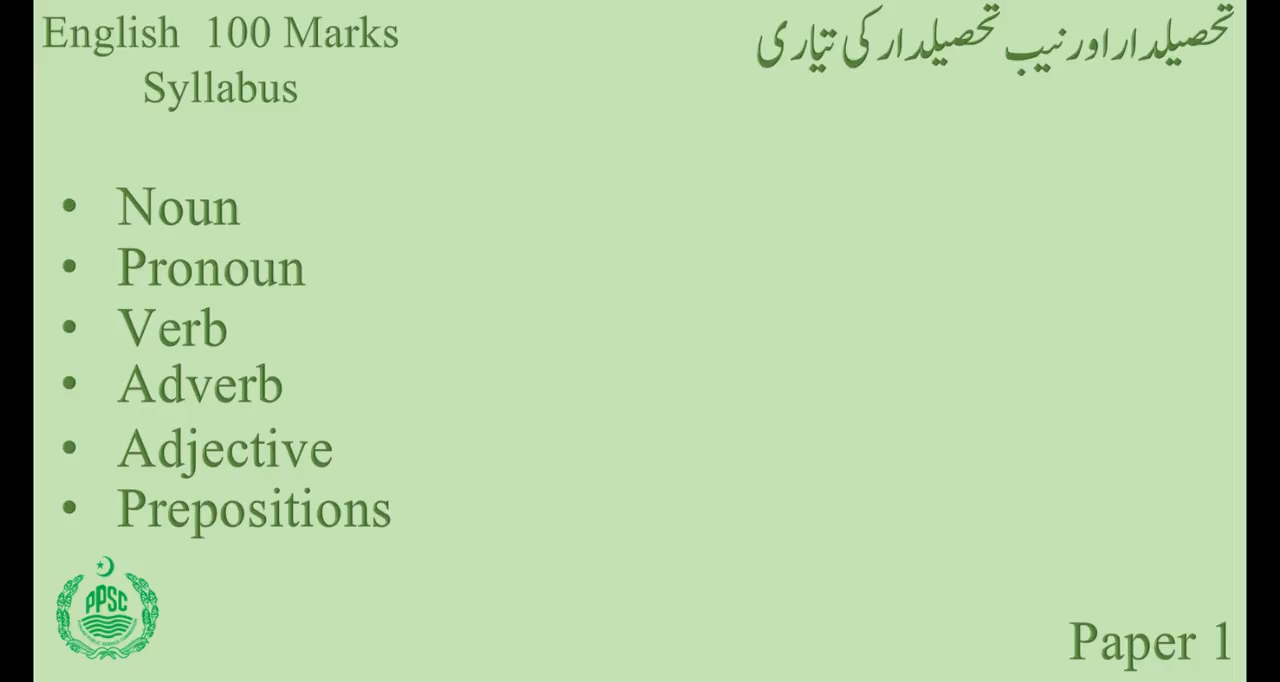 English 100 Marks
Syllabus
تحصیلدار اور نیب تحصیلدار کی تیاری
• Noun
• Pronoun
• Verb
• Adverb
• Adjective
• Prepositions
PPSC
Paper 1